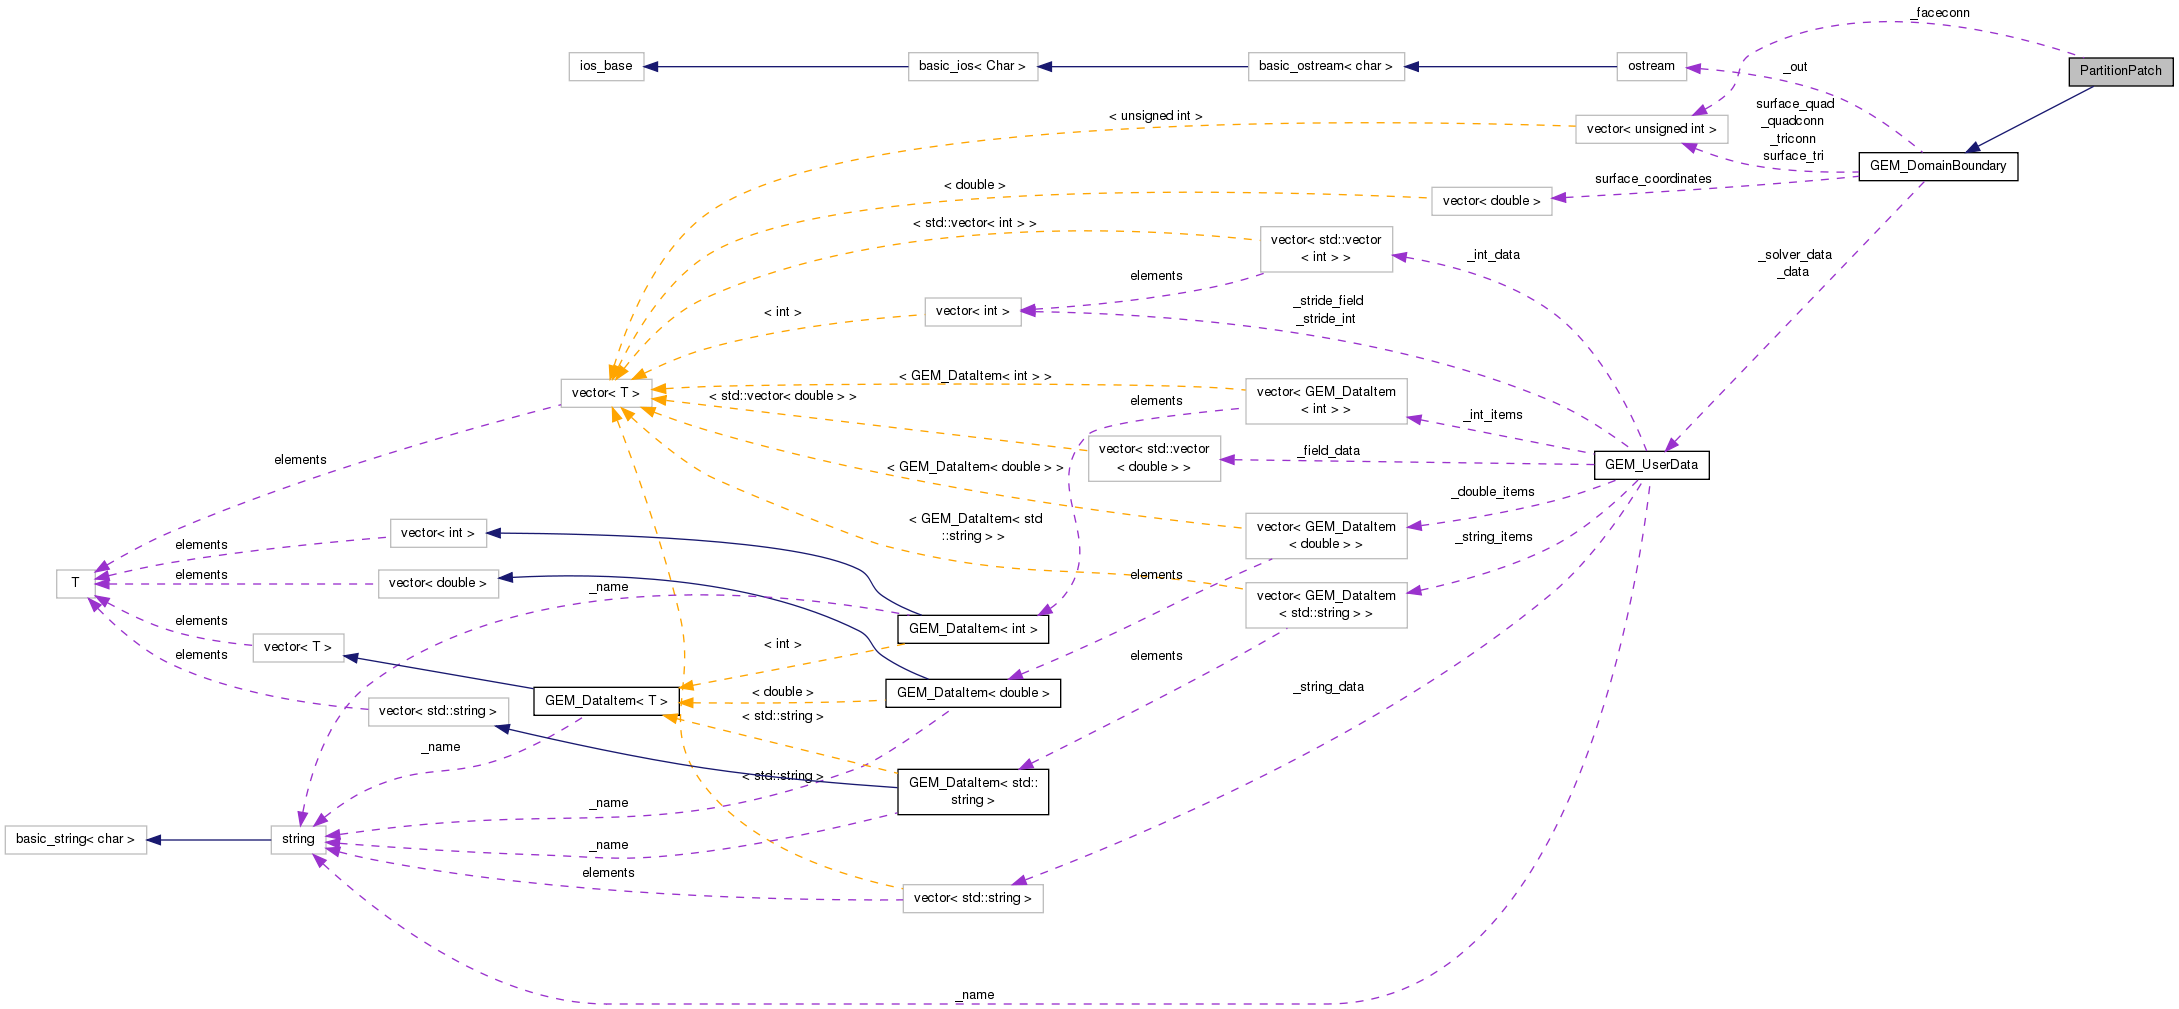 _faceconn
ios_base
basic_ios< Char >
basic_ostream< char >
ostream
_out
PartitionPatch
surface_quad
_quadconn
_triconn
surface_tri
< unsigned int >
vector< unsigned int >
GEM_DomainBoundary
< double >
surface_coordinates
vector< double >
< std::vector< int > >
vector< std::vector
< int > >
_int_data
_solver_data
_data
elements
< int >
vector< int >
_stride_field
_stride_int
vector< T >
< GEM_DataItem< int > >
< std::vector< double > >
elements
vector< GEM_DataItem
< int > >
_int_items
vector< std::vector
< double > >
_field_data
GEM_UserData
elements
< GEM_DataItem< double > >
_double_items
< GEM_DataItem< std
::string > >
vector< GEM_DataItem
< double > >
_string_items
vector< int >
elements
T
elements
vector< double >
_name
elements
vector< GEM_DataItem
< std::string > >
elements
vector< T >
GEM_DataItem< int >
< int >
elements
elements
GEM_DataItem< T >
< double >
GEM_DataItem< double >
_string_data
vector< std::string >
< std::string >
_name
< std::string >
GEM_DataItem< std::
string >
_name
basic_string< char >
string
_name
elements
vector< std::string >
_name